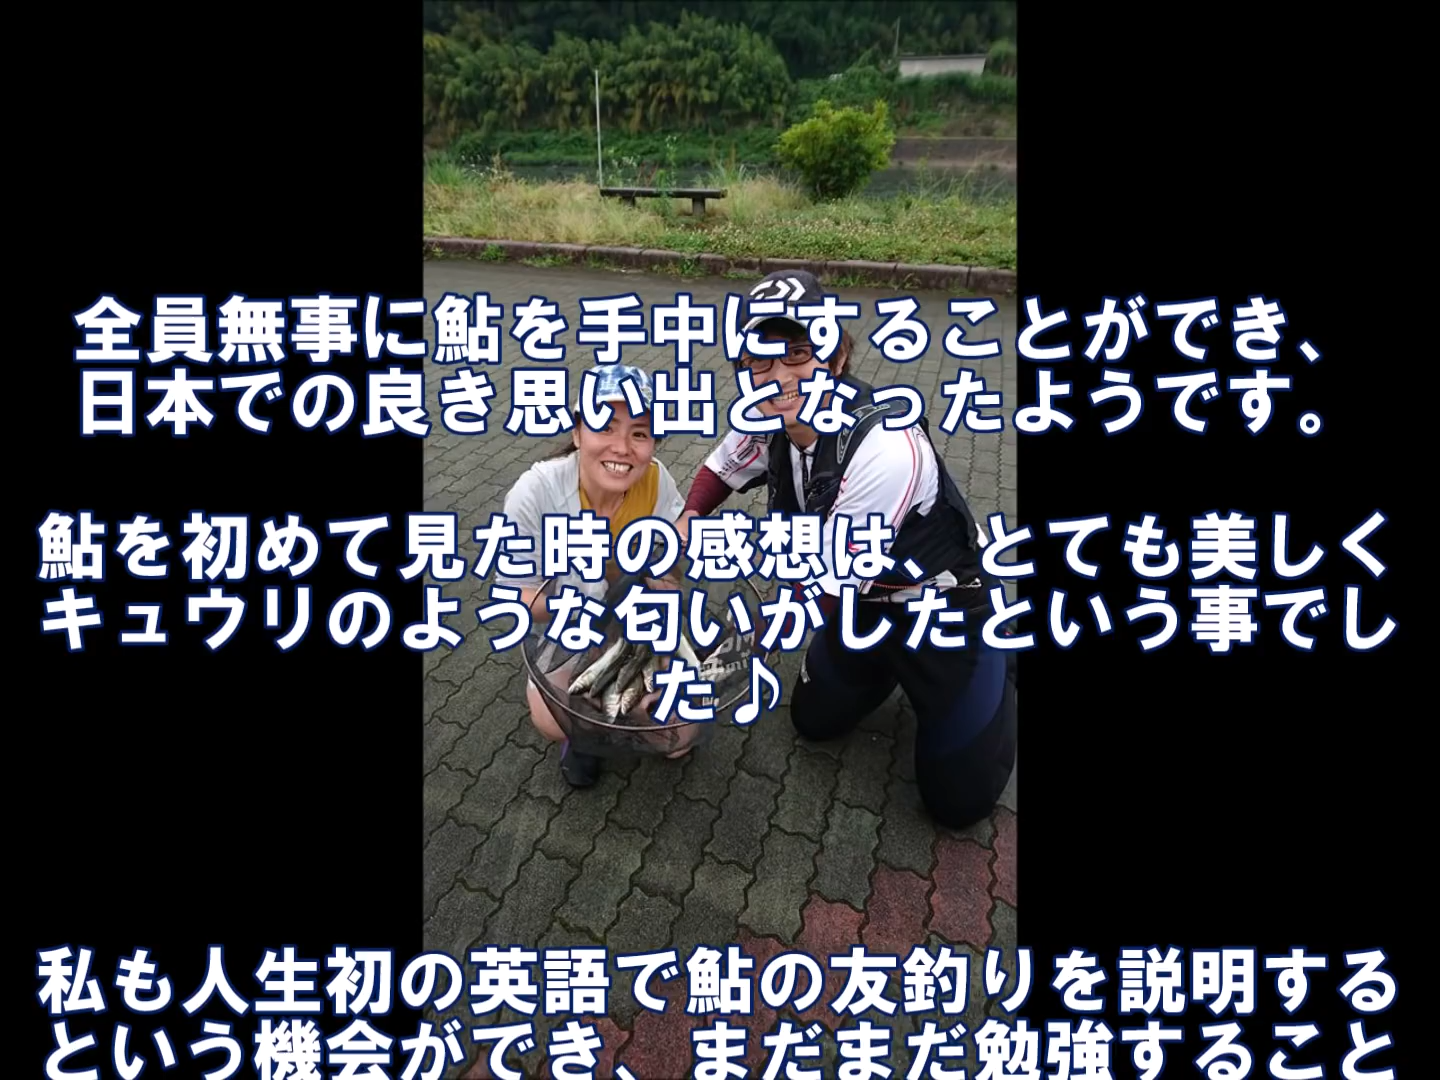 全員無事に鮎を手中にすることができ、
日本での良き思い出となったようです。
鮎を初めて見た時の感想は、とても美しく
キュウリのような匂いがしたという事でし
た♪
私も人生初の英語で鮎の友釣りを説明する
という機会ができ、まだまだ勉強すること